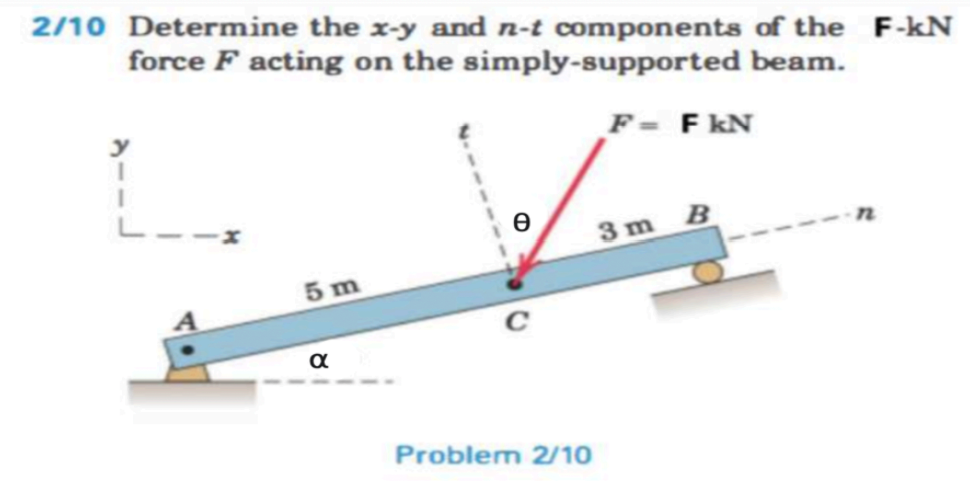 2/10 Determine the x-y and n-t components of the F-kN
force F acting on the simply-supported beam.
F = F kN
t
y
θ
3 m
B
n
x
5 m
A
C
α
Problem 2/10